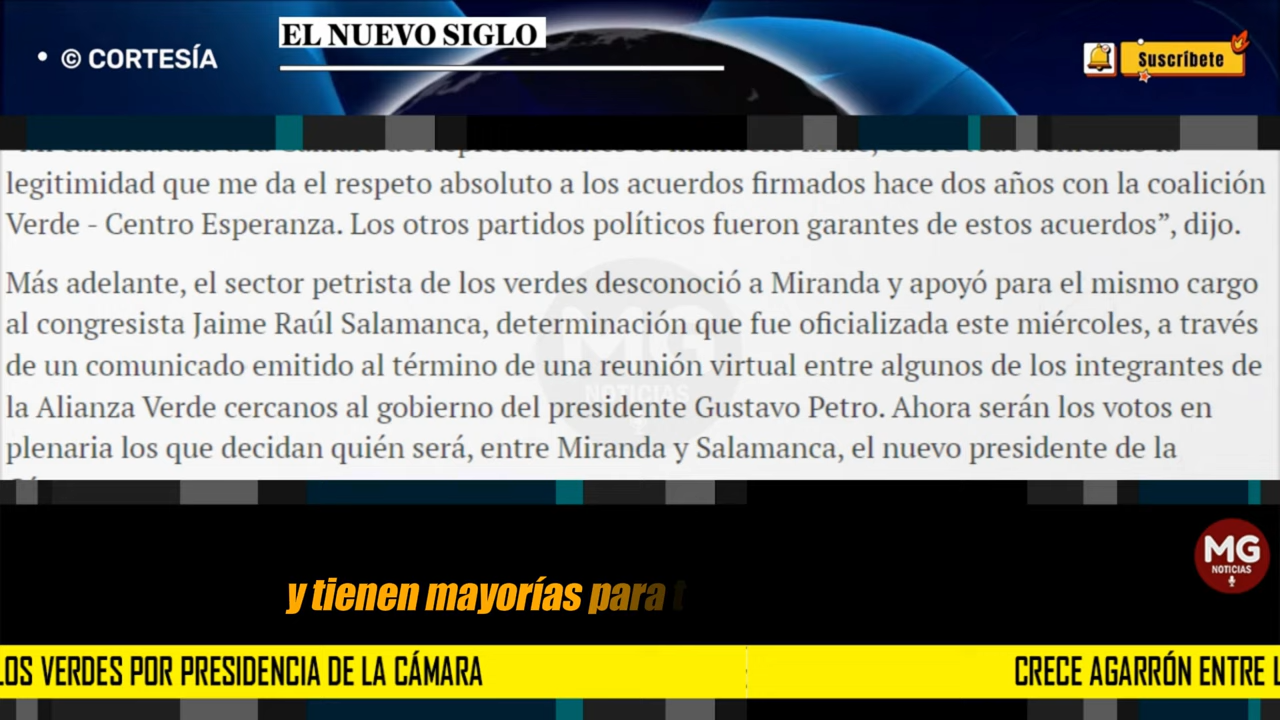 EL NUEVO SIGLO
• © CORTESÍA
Suscríbete
legitimidad que me da el respeto absoluto a los acuerdos firmados hace dos años con la coalición
Verde - Centro Esperanza. Los otros partidos políticos fueron garantes de estos acuerdos”, dijo.
Más adelante, el sector petrista de los verdes desconoció a Miranda y apoyó para el mismo cargo
al congresista Jaime Raúl Salamanca, determinación que fue oficializada este miércoles, a través
de un comunicado emitido al término de una reunión virtual entre algunos de los integrantes de
la Alianza Verde cercanos al gobierno del presidente Gustavo Petro. Ahora serán los votos en
plenaria los que decidan quién será, entre Miranda y Salamanca, el nuevo presidente de la
MG
NOTICIAS
MG
NOTICIAS
y tienen mayorías para t
LOS VERDES POR PRESIDENCIA DE LA CÁMARA
CRECE AGARRÓN ENTRE L